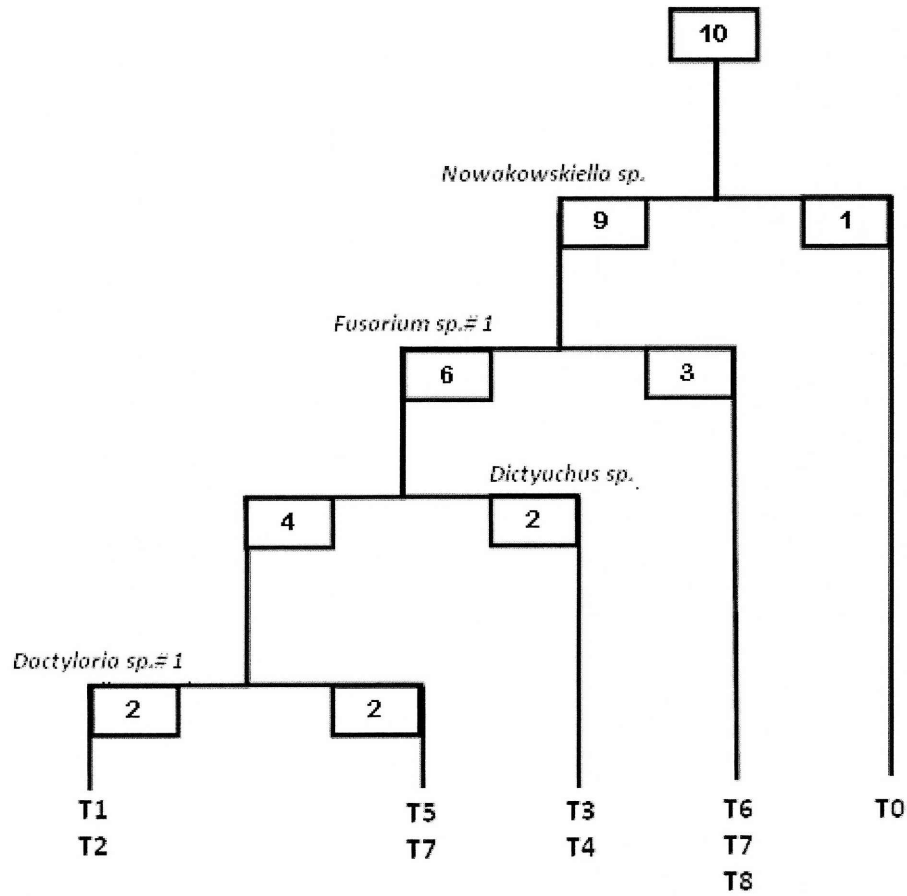 10
Nowakowskiella sp.
9 1
Fusarium sp.# 1
6 3
Dictyuchus sp.
4 2
Dactylaria sp.# 1
2 2
T1 T5 T3 T6 T0
T2 T7 T4 T7
T8